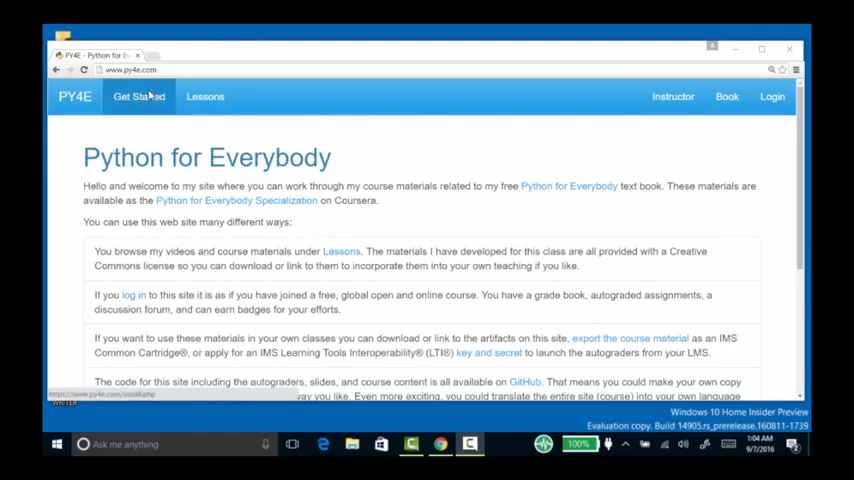 PY4E - Python for Ev
www.py4e.com
PY4E Get Started Lessons Instructor Book Login
Python for Everybody
Hello and welcome to my site where you can work through my course materials related to my free Python for Everybody text book. These materials are
available as the Python for Everybody Specialization on Coursera.
You can use this web site many different ways:
You browse my videos and course materials under Lessons. The materials I have developed for this class are all provided with a Creative
Commons license so you can download or link to them to incorporate them into your own teaching if you like.
If you log in to this site it is as if you have joined a free, global open and online course. You have a grade book, autograded assignments, a
discussion forum, and can earn badges for your efforts.
If you want to use these materials in your own classes you can download or link to the artifacts on this site, export the course material as an IMS
Common Cartridge®, or apply for an IMS Learning Tools Interoperability® (LTI®) key and secret to launch the autograders from your LMS.
The code for this site including the autograders, slides, and course content is all available on GitHub. That means you could make your own copy
https://www.py4e.com/install.php way you like. Even more exciting, you could translate the entire site (course) into your own language
WRITER
Windows 10 Home Insider Preview
Evaluation copy. Build 14905.rs_prerelease.160811-1739
Ask me anything
100%
1:04 AM
9/7/2016